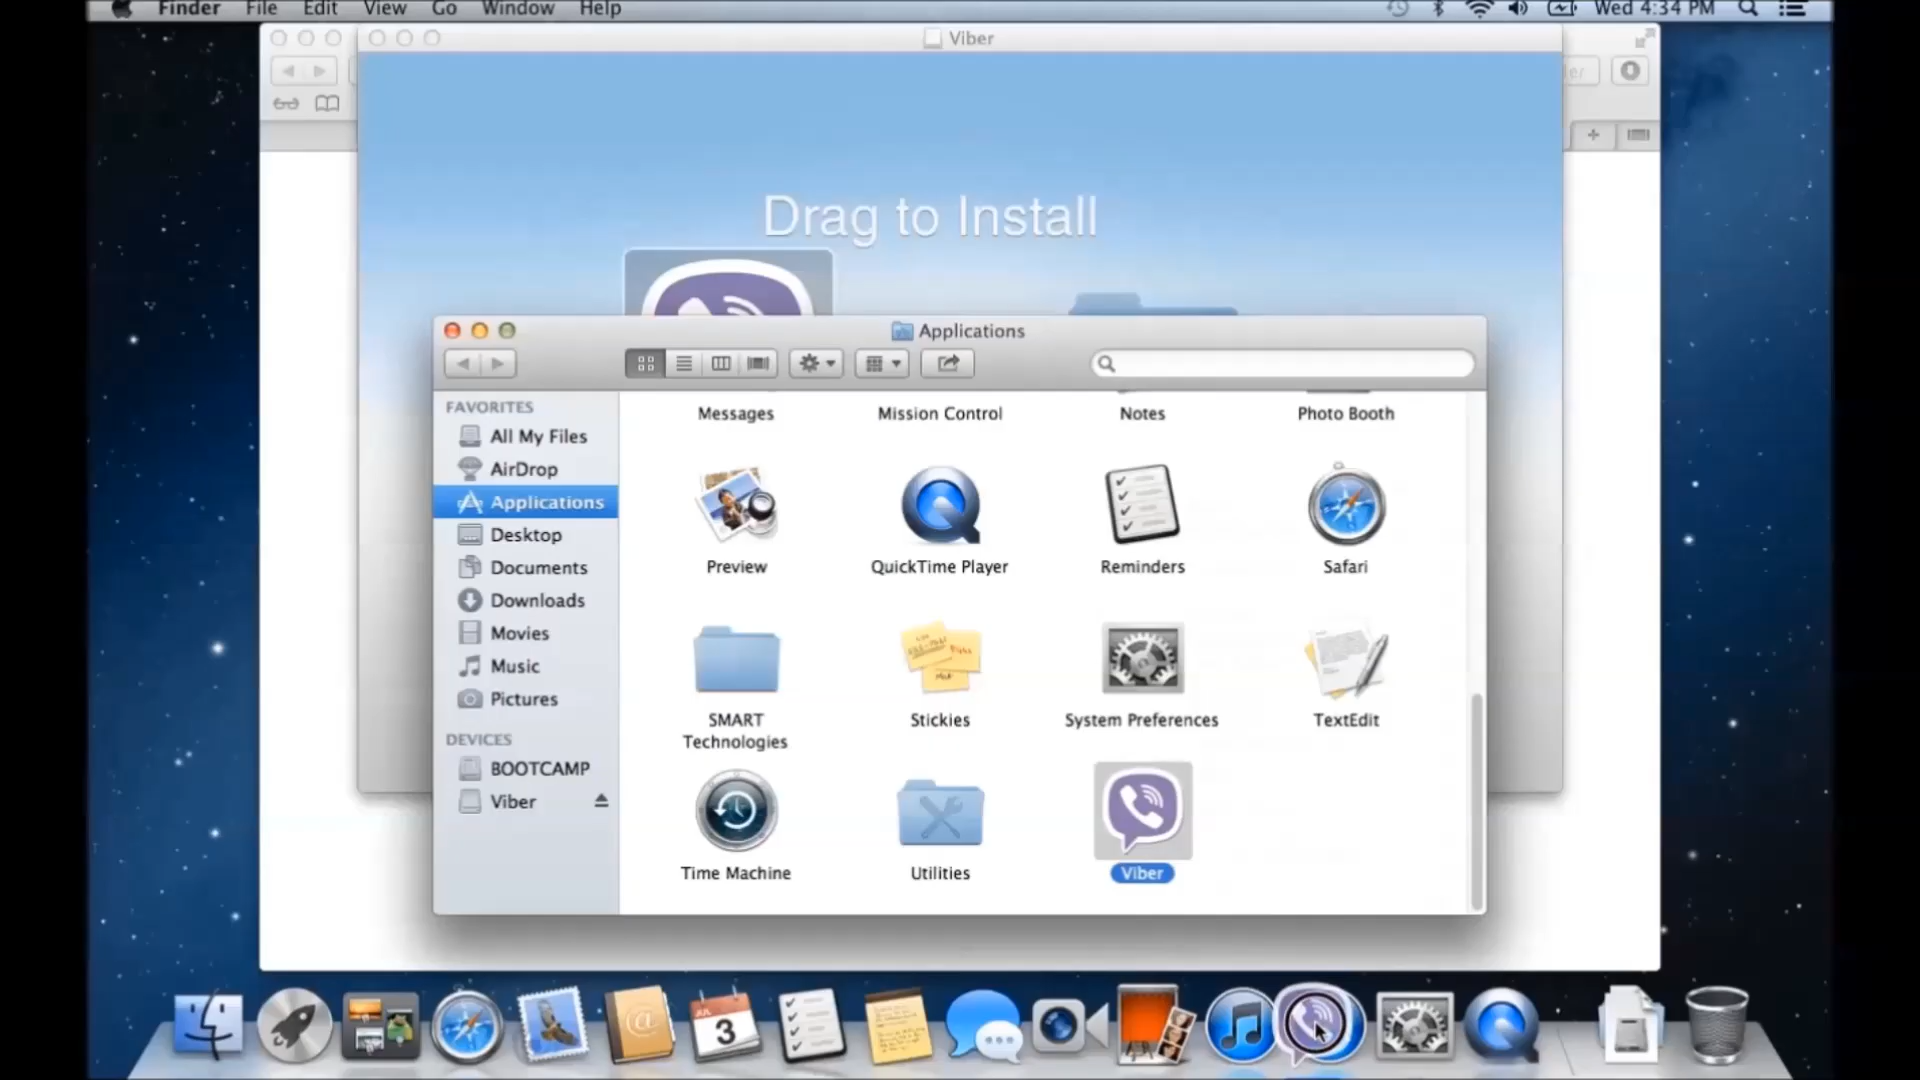 Finder File Edit View Go Window Help Wed 4:34 PM
Viber
Drag to Install
Applications
FAVORITES
All My Files
AirDrop
Applications
Desktop
Documents
Downloads
Movies
Music
Pictures
DEVICES
BOOTCAMP
Viber
Messages Mission Control Notes Photo Booth
Preview QuickTime Player Reminders Safari
SMART Stickies System Preferences TextEdit
Technologies
Time Machine Utilities Viber
JUL
3